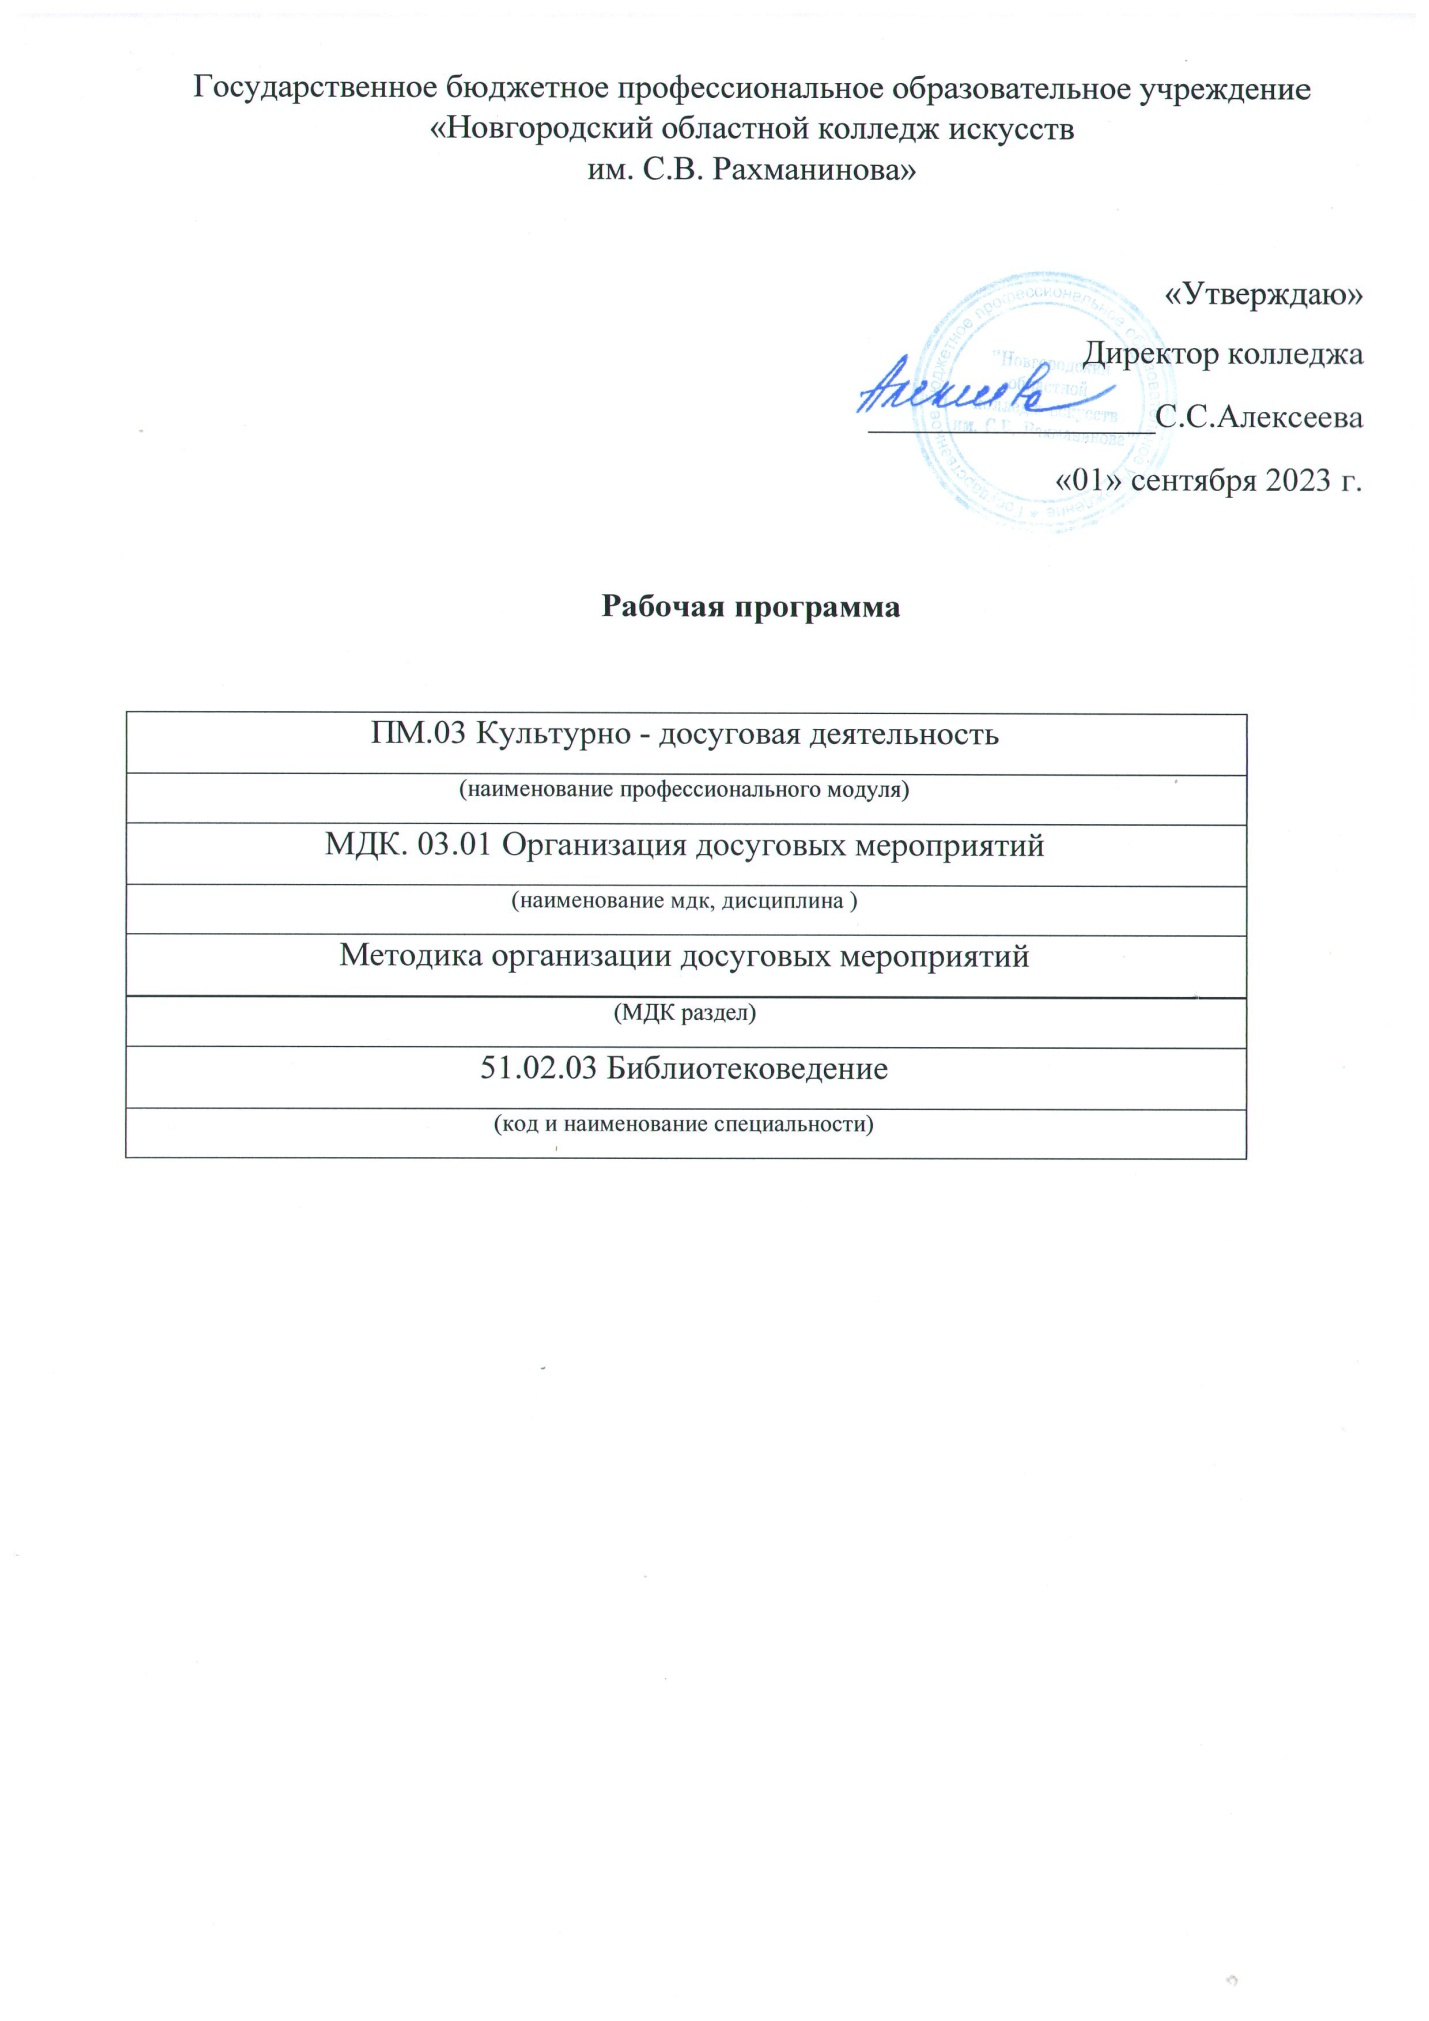 Государственное бюджетное профессиональное образовательное учреждение
«Новгородский областной колледж искусств
им. С.В. Рахманинова»
«Утверждаю»
Директор колледжа
С.С.Алексеева
«01» сентября 2023 г.
Рабочая программа
ПМ.03 Культурно - досуговая деятельность
(наименование профессионального модуля)
МДК. 03.01 Организация досуговых мероприятий
(наименование мдк, дисциплина )
Методика организации досуговых мероприятий
(МДК раздел)
51.02.03 Библиотековедение
(код и наименование специальности)